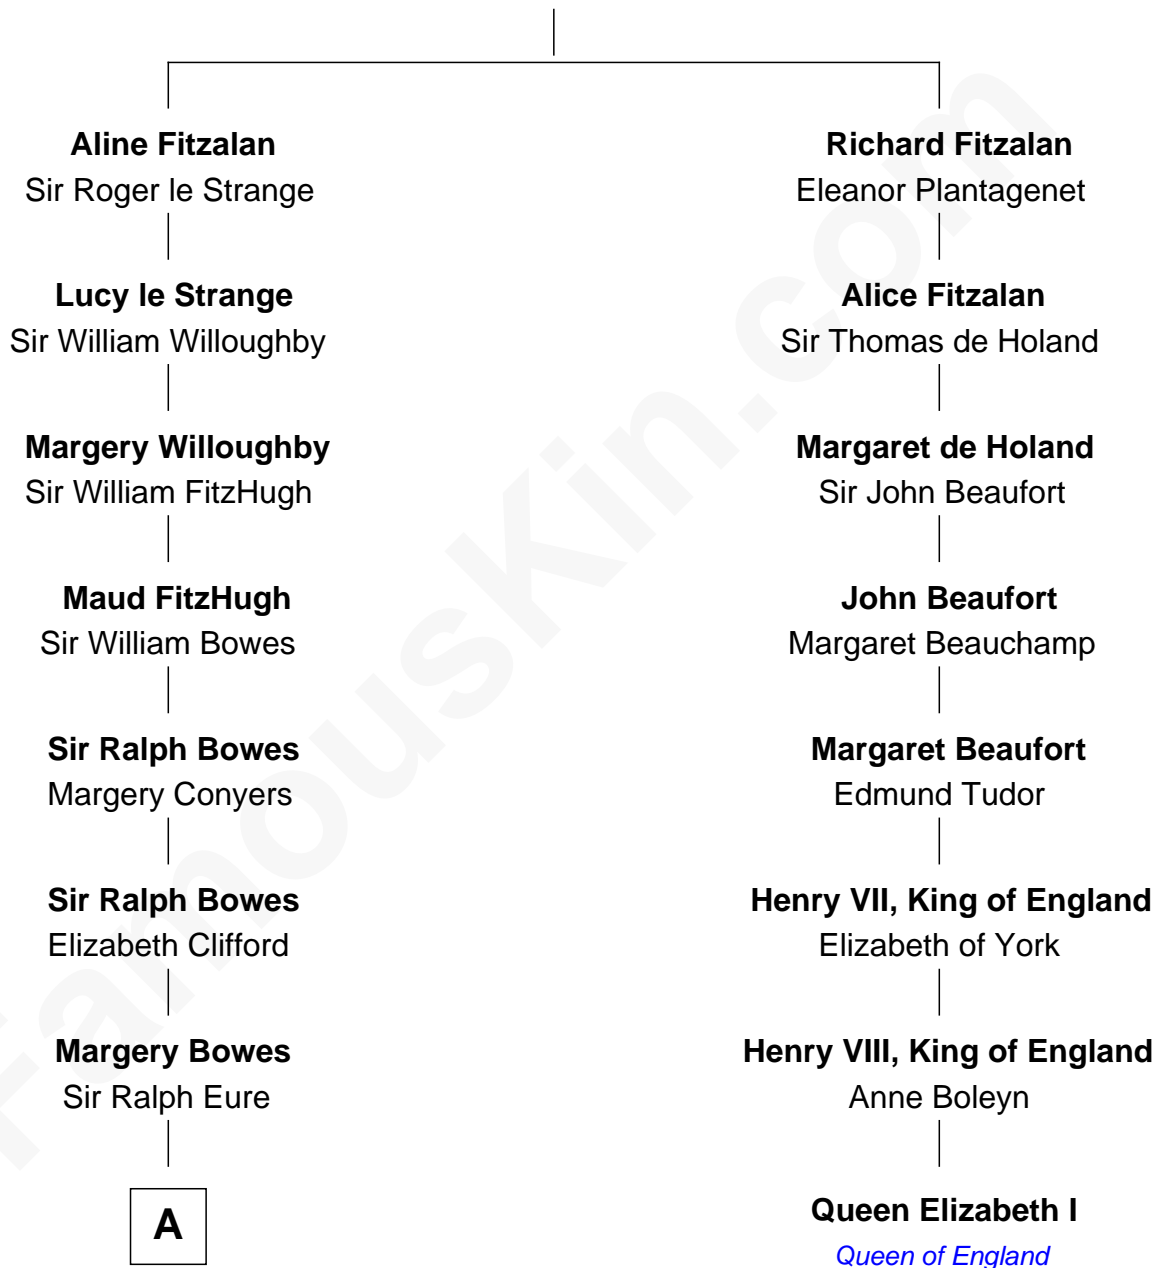 Aline Fitzalan
Sir Roger le Strange
Richard Fitzalan
Eleanor Plantagenet
Lucy le Strange
Sir William Willoughby
Alice Fitzalan
Sir Thomas de Holand
Margery Willoughby
Sir William FitzHugh
Margaret de Holand
Sir John Beaufort
Maud FitzHugh
Sir William Bowes
John Beaufort
Margaret Beauchamp
Sir Ralph Bowes
Margery Conyers
Margaret Beaufort
Edmund Tudor
Sir Ralph Bowes
Elizabeth Clifford
Henry VII, King of England
Elizabeth of York
Margery Bowes
Sir Ralph Eure
Henry VIII, King of England
Anne Boleyn
A
Queen Elizabeth I
Queen of England
FamousKin.com